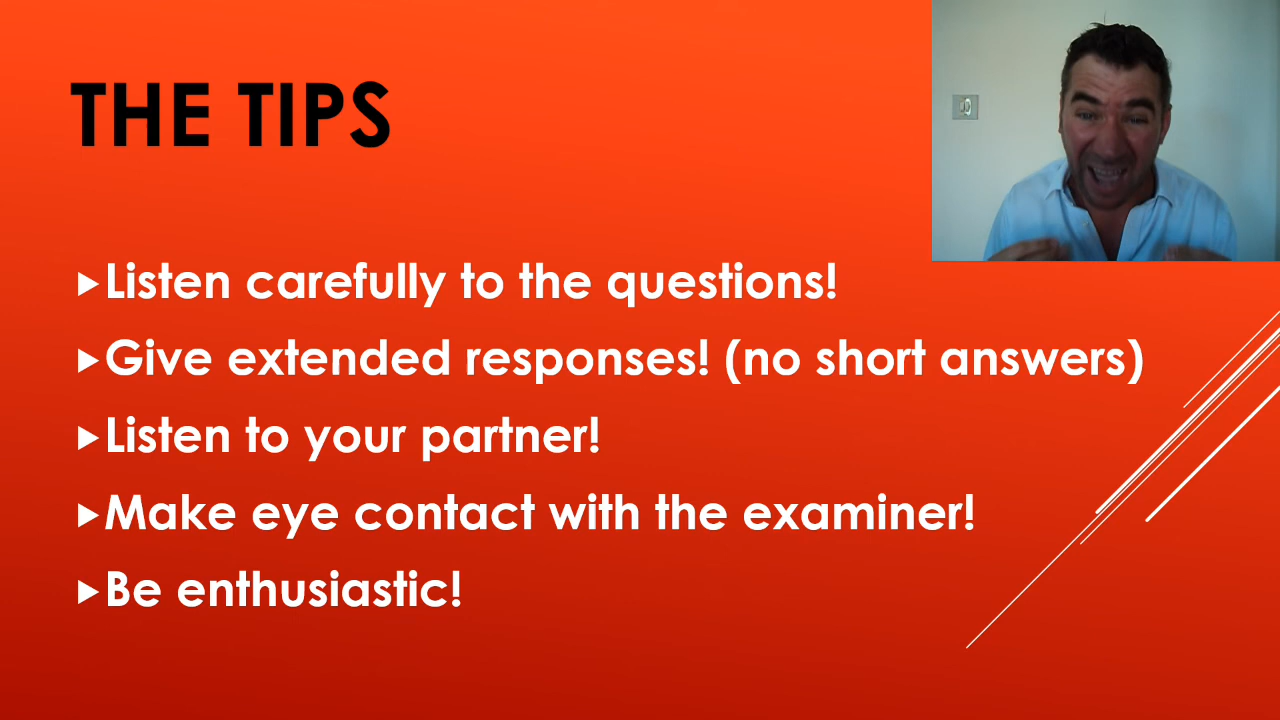 THE TIPS
Listen carefully to the questions!
Give extended responses! (no short answers)
Listen to your partner!
Make eye contact with the examiner!
Be enthusiastic!